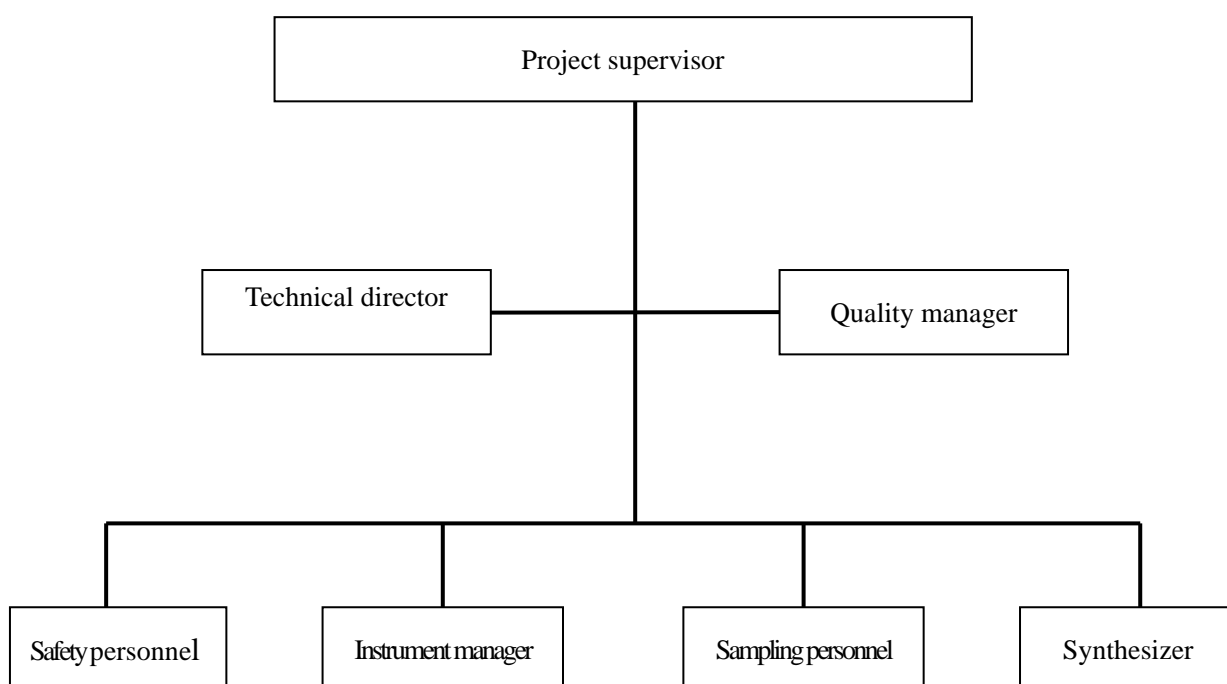 Project supervisor
Technical director
Quality manager
Safety personnel
Instrument manager
Sampling personnel
Synthesizer